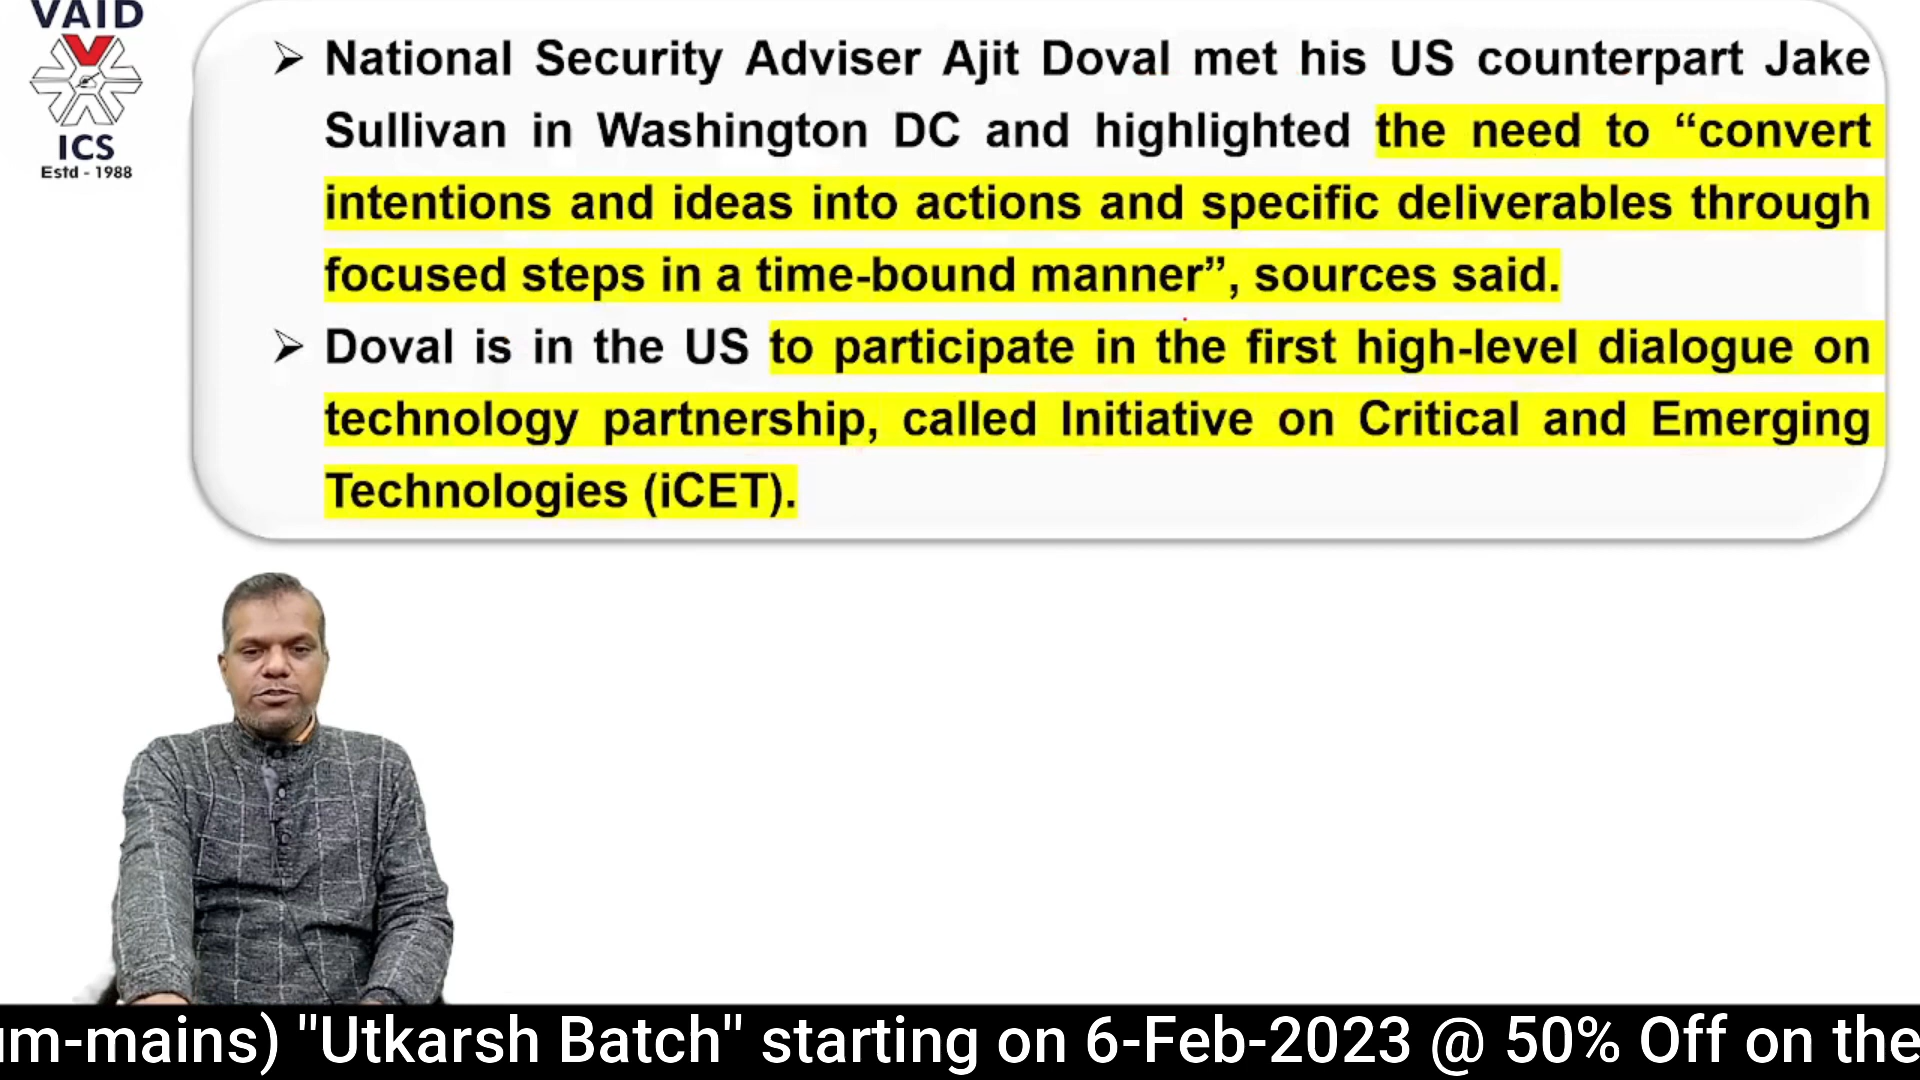 VAID
ICS
Estd - 1988
➢ National Security Adviser Ajit Doval met his US counterpart Jake
Sullivan in Washington DC and highlighted the need to “convert
intentions and ideas into actions and specific deliverables through
focused steps in a time-bound manner”, sources said.
➢ Doval is in the US to participate in the first high-level dialogue on
technology partnership, called Initiative on Critical and Emerging
Technologies (iCET).
um-mains) "Utkarsh Batch" starting on 6-Feb-2023 @ 50% Off on the